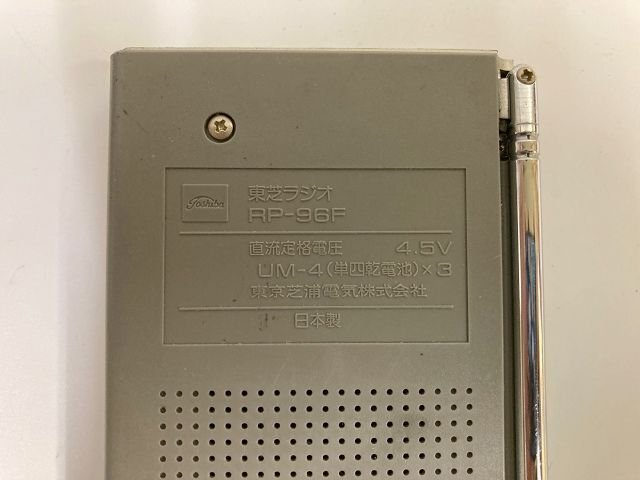 Toshiba
東芝ラジオ
RP-96F
直流定格電圧 4.5V
UM-4(単四乾電池)×3
東京芝浦電気株式会社
日本製